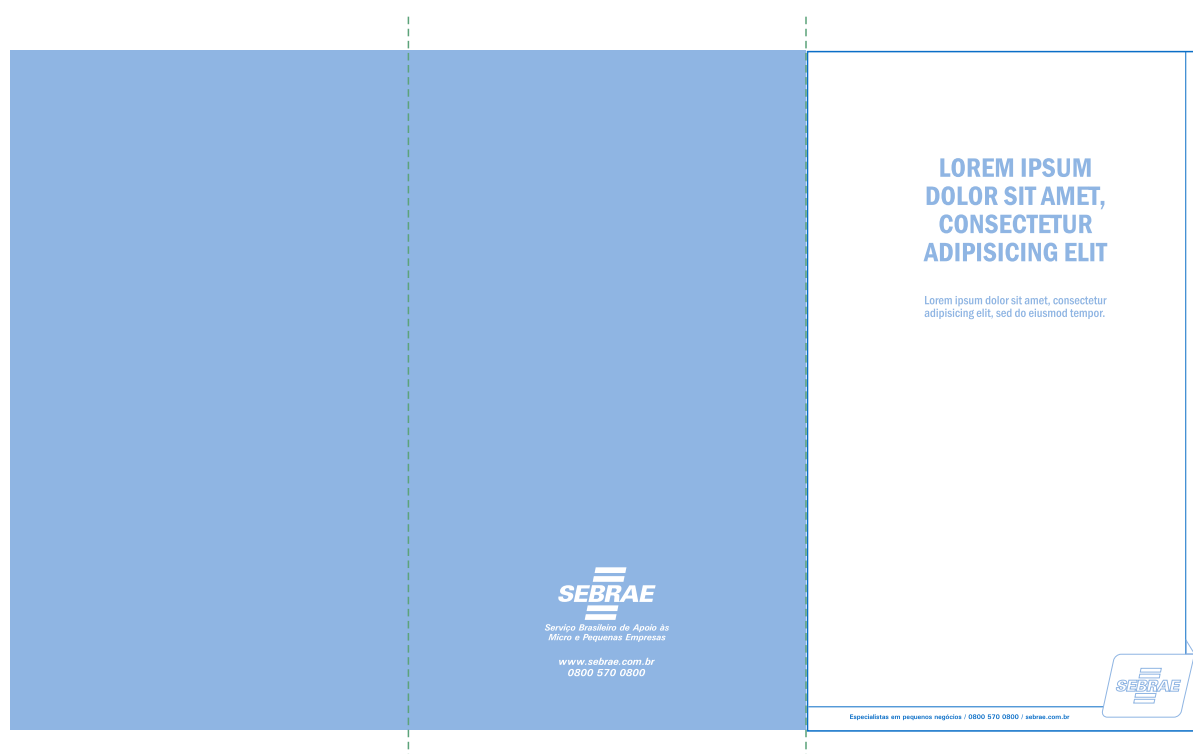 LOREM IPSUM
DOLOR SIT AMET,
CONSECTETUR
ADIPISICING ELIT
Lorem ipsum dolor sit amet, consectetur
adipisicing elit, sed do eiusmod tempor.
SEBRAE
Serviço Brasileiro de Apoio às
Micro e Pequenas Empresas
www.sebrae.com.br
0800 570 0800
SEBRAE
Especialistas em pequenos negócios / 0800 570 0800 / sebrae.com.br